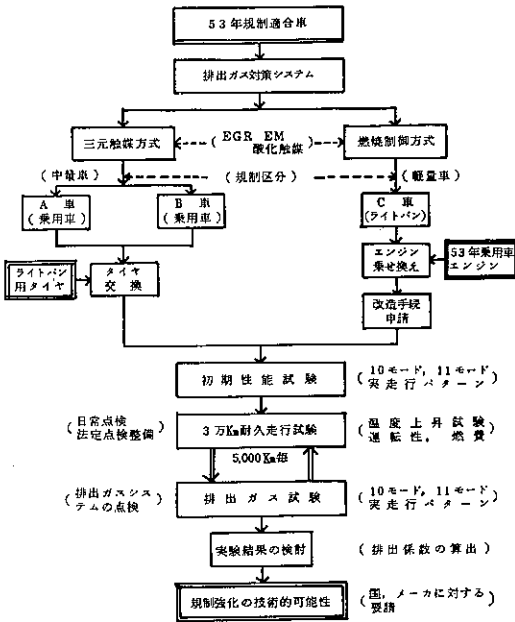 53年規制適合車
排出ガス対策システム
三元触媒方式
(EGR EM
酸化触媒)
燃焼制御方式
(中量車)
(規制区分)
(軽量車)
A 車
(乗用車)
B 車
(乗用車)
C 車
(ライトバン)
ライトバン
用タイヤ
タイヤ
交換
エンジン
乗せ換え
53年乗用車
エンジン
改造手続
申請
初期性能試験
(10モード, 11モード
実走行パターン)
(日常点検
法定点検整備)
3万Km耐久走行試験
(温度上昇試験
運転性, 燃費)
5,000Km毎
(排出ガスシス
テムの点検)
排出ガス試験
(10モード, 11モード
実走行パターン)
実験結果の検討
(排出係数の算出)
規制強化の技術的可能性
(国, メーカに対する
要請)